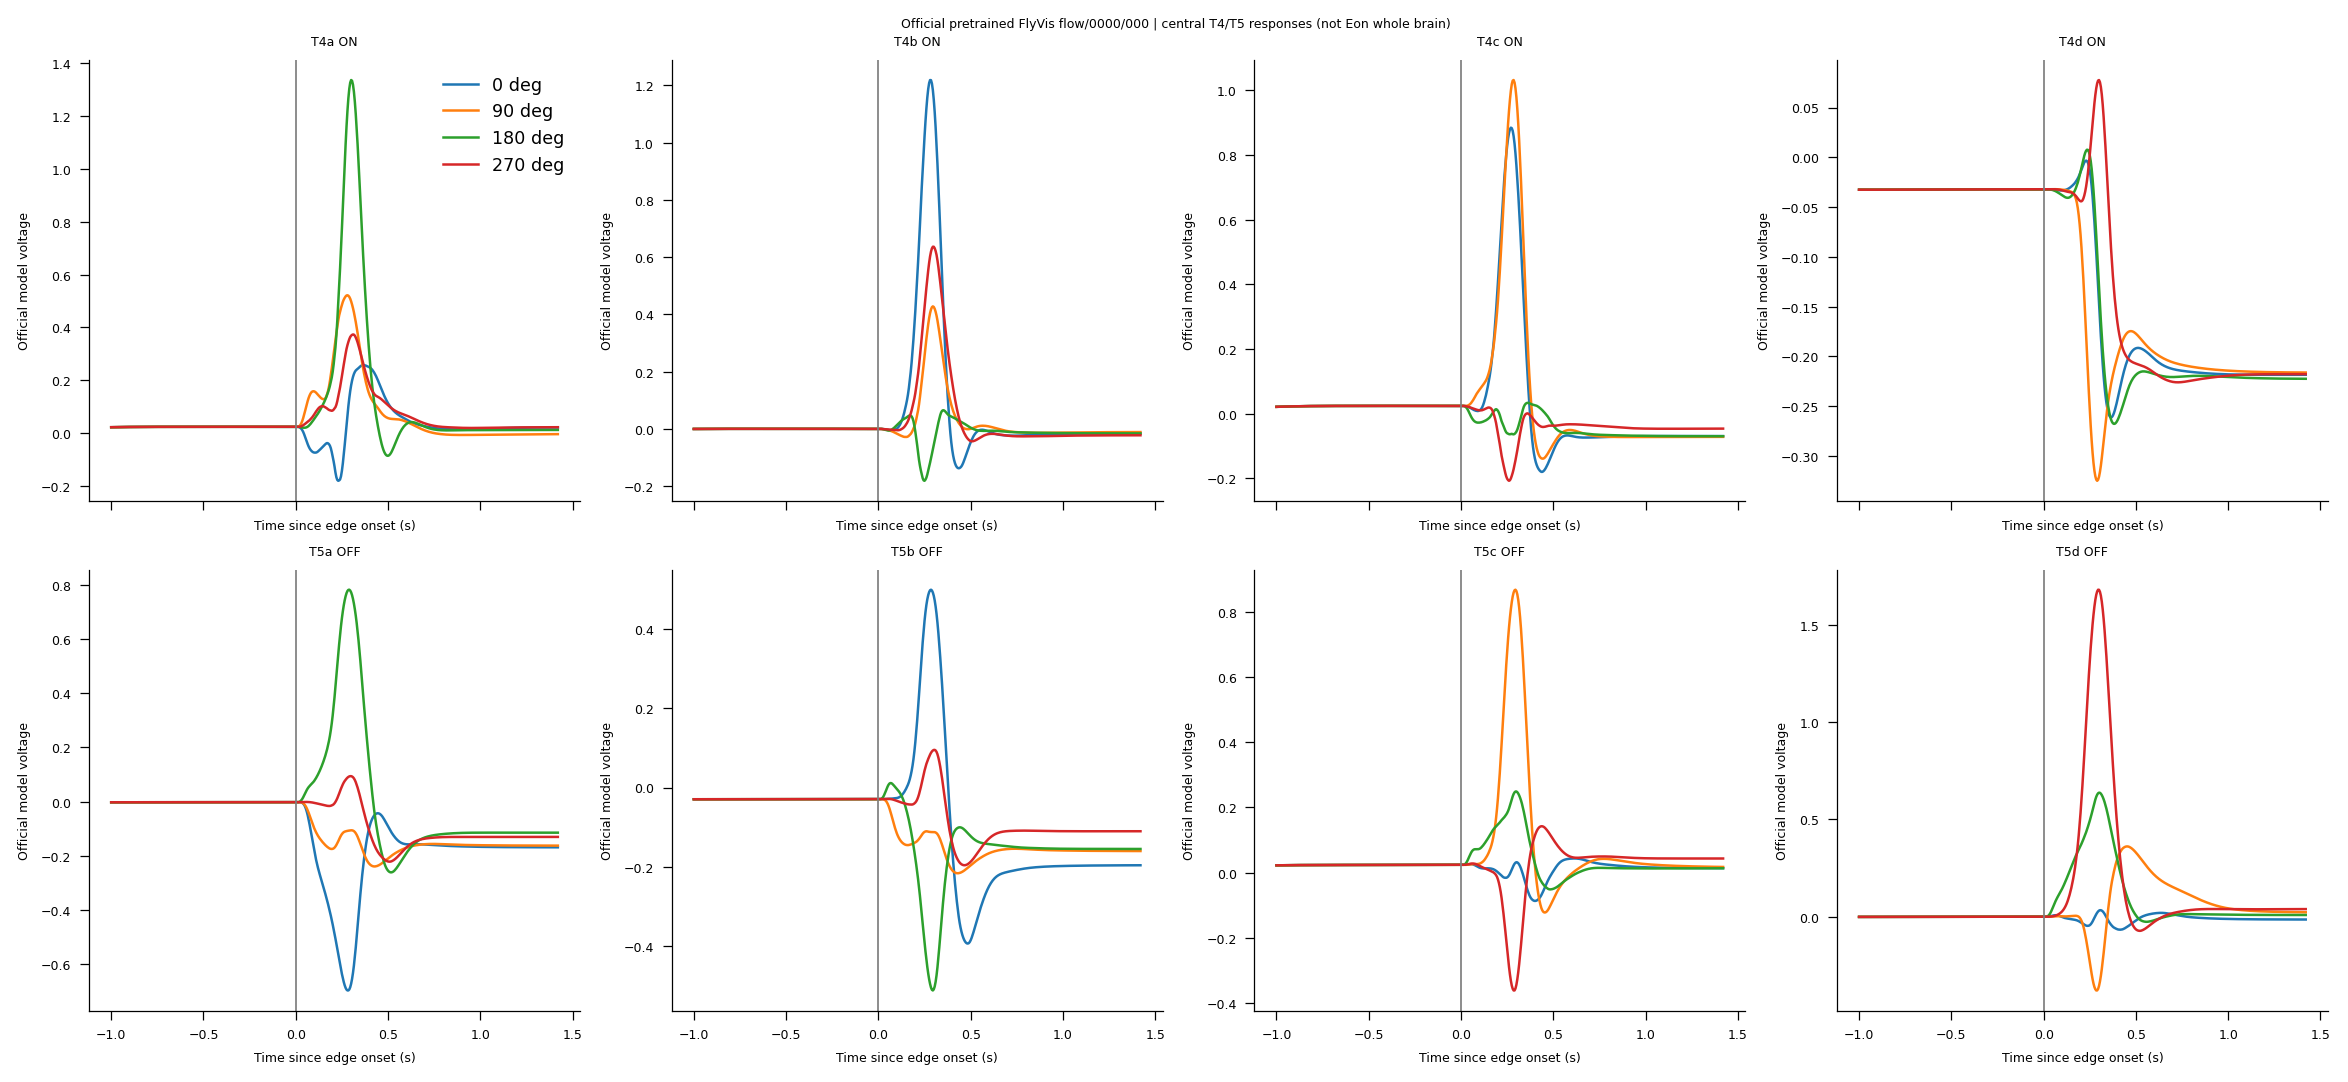 Official pretrained FlyVis flow/0000/000 | central T4/T5 responses (not Eon whole brain)
T4a ON
T4b ON
T4c ON
T4d ON
0 deg
90 deg
180 deg
270 deg
1.4
1.2
1.0
0.8
0.6
0.4
0.2
0.0
−0.2
Official model voltage
Time since edge onset (s)
1.2
1.0
0.8
0.6
0.4
0.2
0.0
−0.2
Official model voltage
Time since edge onset (s)
1.0
0.8
0.6
0.4
0.2
0.0
−0.2
Official model voltage
Time since edge onset (s)
0.05
0.00
−0.05
−0.10
−0.15
−0.20
−0.25
−0.30
Official model voltage
Time since edge onset (s)
T5a OFF
T5b OFF
T5c OFF
T5d OFF
0.8
0.6
0.4
0.2
0.0
−0.2
−0.4
−0.6
Official model voltage
−1.0 −0.5 0.0 0.5 1.0 1.5
Time since edge onset (s)
0.4
0.2
0.0
−0.2
−0.4
Official model voltage
−1.0 −0.5 0.0 0.5 1.0 1.5
Time since edge onset (s)
0.8
0.6
0.4
0.2
0.0
−0.2
−0.4
Official model voltage
−1.0 −0.5 0.0 0.5 1.0 1.5
Time since edge onset (s)
1.5
1.0
0.5
0.0
Official model voltage
−1.0 −0.5 0.0 0.5 1.0 1.5
Time since edge onset (s)